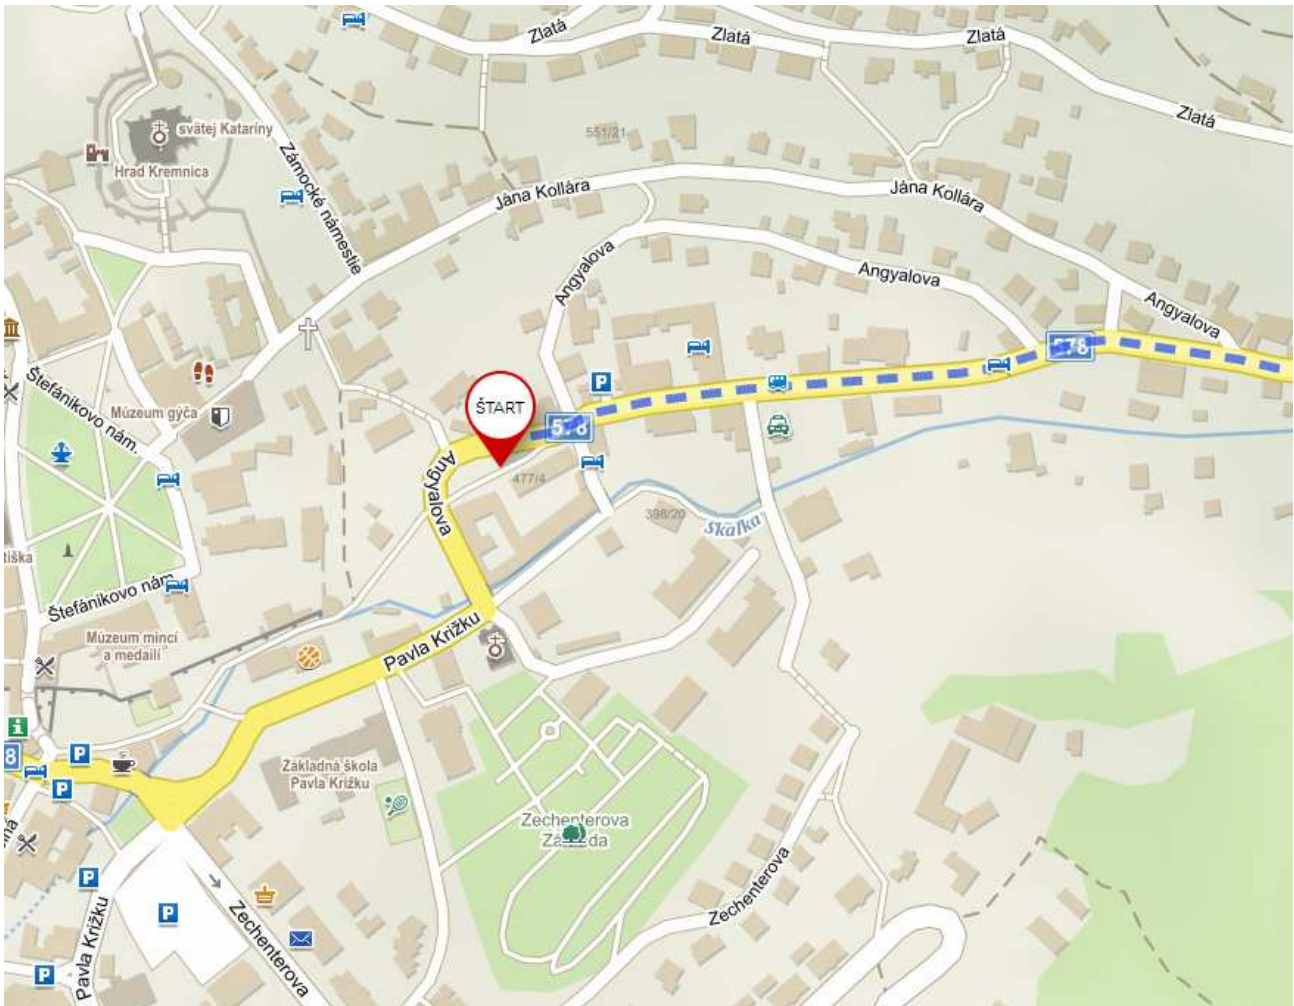 Zlatá
Zlatá
Zlatá
Zlatá
svätej Kataríny
Hrad Kremnica
Zámocké námestie
551/21
Jána Kollára
Jána Kollára
Angyalova
Angyalova
Angyalova
578
Štefánikovo nám.
Múzeum gýča
P
ŠTART
578
Angyalova
477/4
398/20
Skalka
tiška
Štefánikovo nám.
Múzeum mincí
a medailí
Pavla Križku
i
8
P
P
Základná škola
Pavla Križku
Zechenterova
P
P
Zechenterova
Zechenterova
Pavla Križku
P